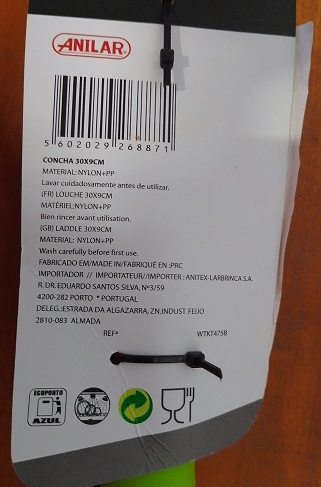 ANILAR®
5 602029 268871
CONCHA 30X9CM
MATERIAL:NYLON+PP
Lavar cuidadosamente antes de utilizar.
(FR) LOUCHE 30X9CM
MATÉRIEL:NYLON+PP
Bien rincer avant utilisation.
(GB) LADDLE 30X9CM
MATERIAL: NYLON+PP
Wash carefully before first use.
FABRICADO EM/MADE IN/FABRIQUÉ EN :PRC
IMPORTADOR // IMPORTATEUR//IMPORTER : ANITEX-LARBRINCA S.A.
R. DR. EDUARDO SANTOS SILVA, Nº3/59
4200-282 PORTO * PORTUGAL
DELEG.:ESTRADA DA ALGAZARRA, ZN.INDUST.FEIJO
2810-083 ALMADA
REFª WTKT475B
ECOPONTO
AZUL